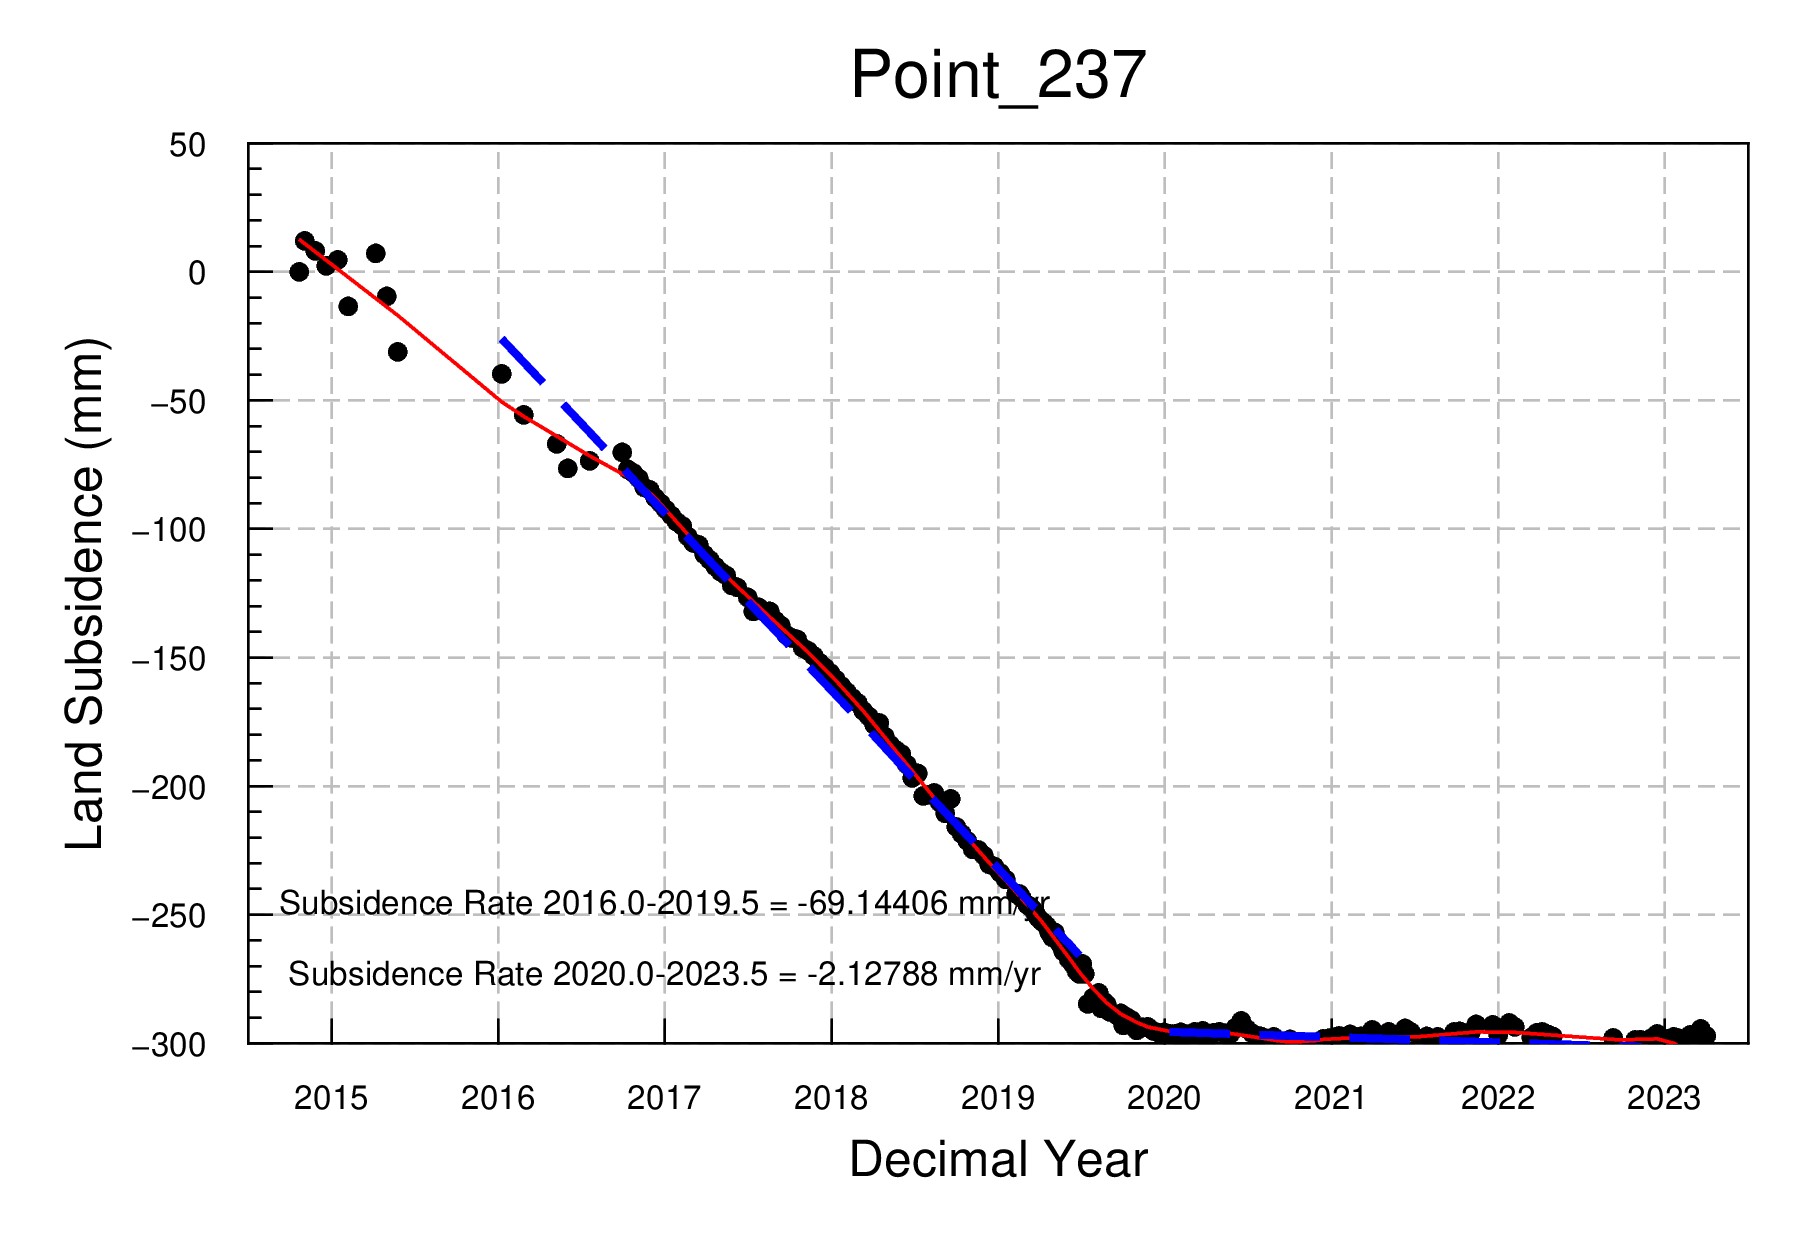 Point_237
50
0
−50
−100
−150
−200
−250
−300
Land Subsidence (mm)
Subsidence Rate 2016.0-2019.5 = -69.14406 mm/yr
Subsidence Rate 2020.0-2023.5 = -2.12788 mm/yr
2015 2016 2017 2018 2019 2020 2021 2022 2023
Decimal Year